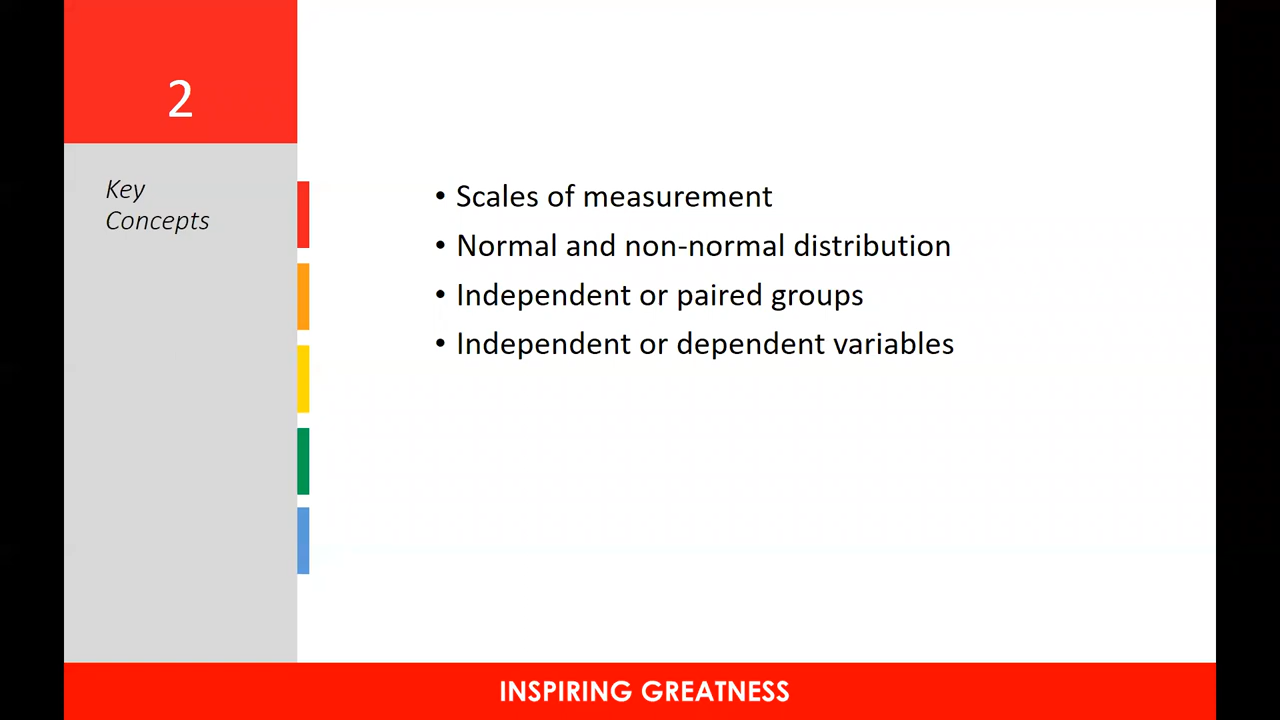 2
Key
Concepts
• Scales of measurement
• Normal and non-normal distribution
• Independent or paired groups
• Independent or dependent variables
INSPIRING GREATNESS